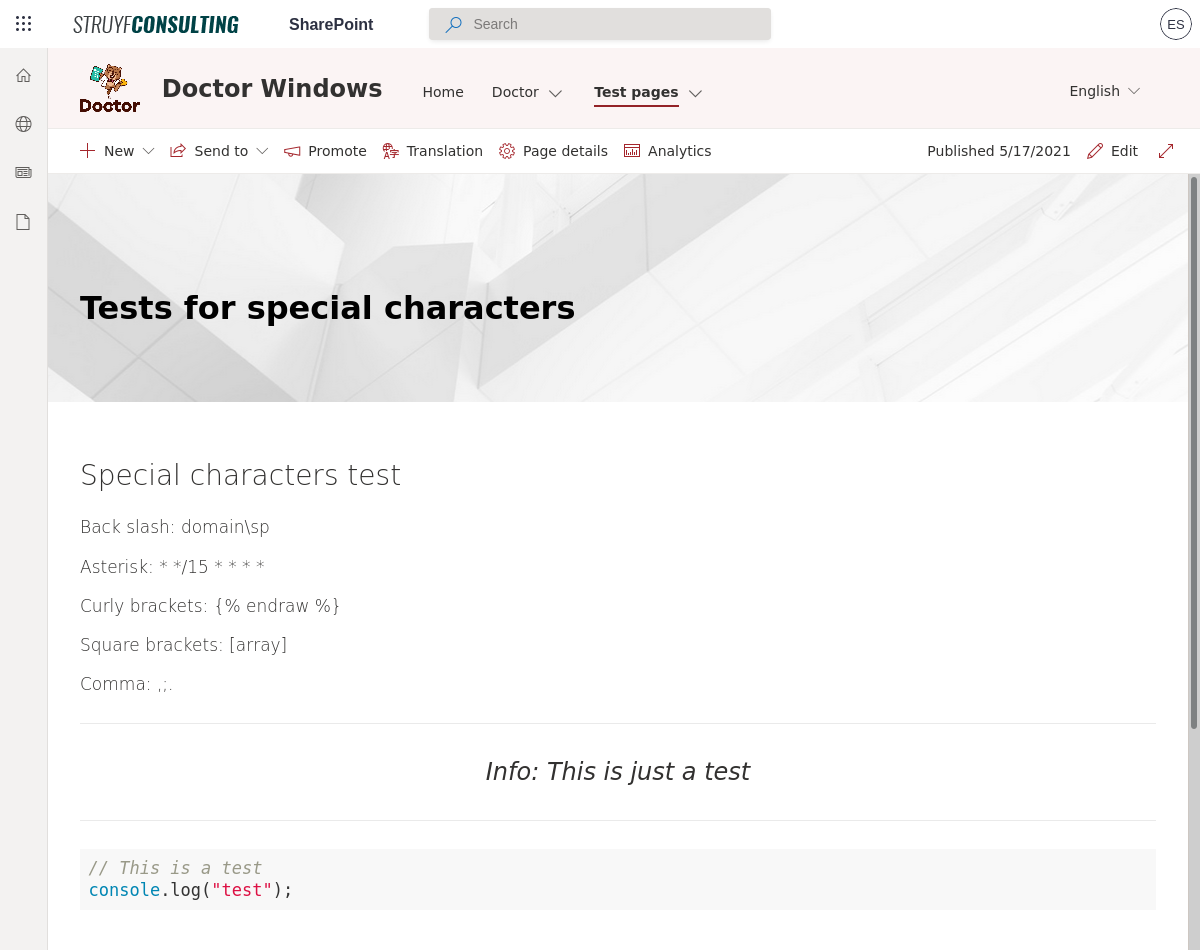 STRUYFCONSULTING
SharePoint
Search
ES
Doctor
Doctor Windows
Home
Doctor
Test pages
English
New
Send to
Promote
Translation
Page details
Analytics
Published 5/17/2021
Edit
Tests for special characters
Special characters test
Back slash: domain\sp
Asterisk: * */15 * * * *
Curly brackets: {% endraw %}
Square brackets: [array]
Comma: ,;.
Info: This is just a test
// This is a test
console.log("test");